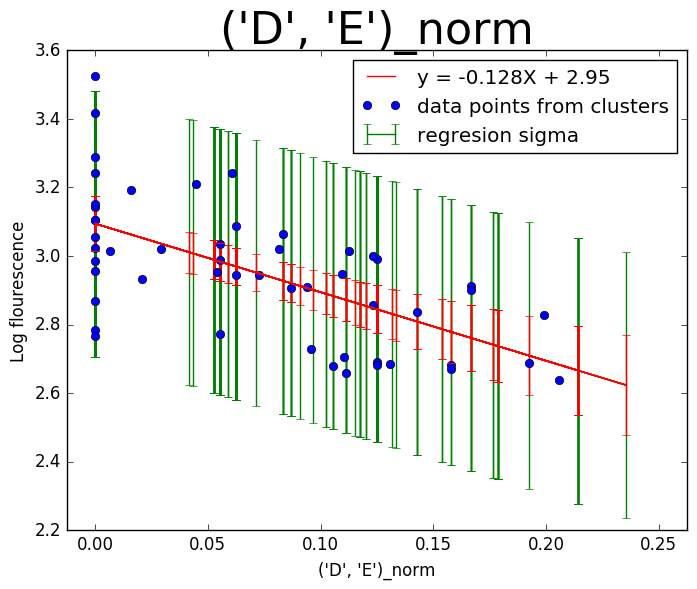 ('D', 'E')_norm
y = -0.128X + 2.95
data points from clusters
regresion sigma
3.6
3.4
3.2
3.0
2.8
2.6
2.4
2.2
Log flourescence
0.00 0.05 0.10 0.15 0.20 0.25
('D', 'E')_norm